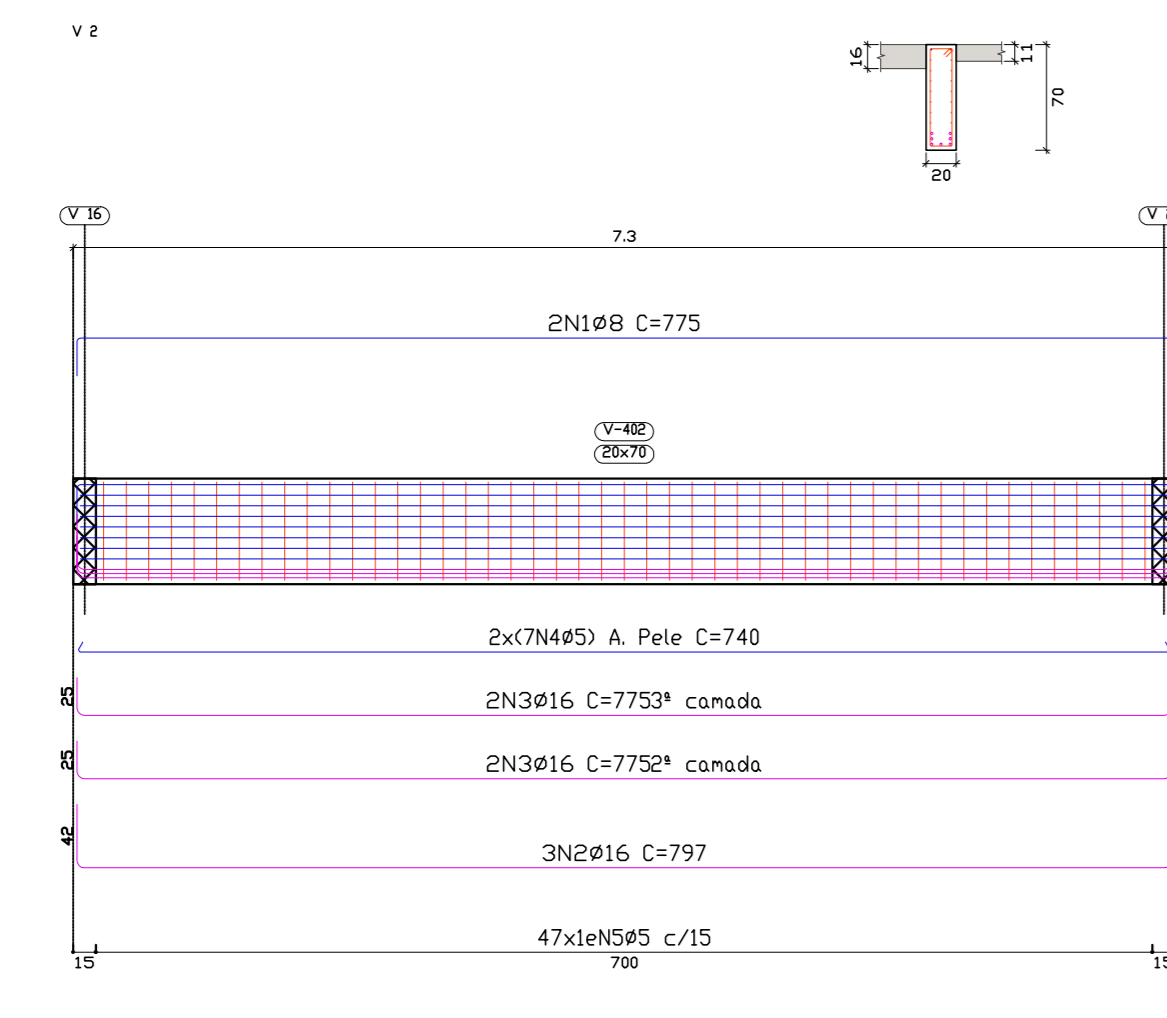 V 2
16
11
70
20
V 16
V
7.3
2N1Ø8 C=775
V-402
20x70
2x(7N4Ø5) A. Pele C=740
25
2N3Ø16 C=7753ª camada
25
2N3Ø16 C=7752ª camada
42
3N2Ø16 C=797
47x1eN5Ø5 c/15
15
700
15